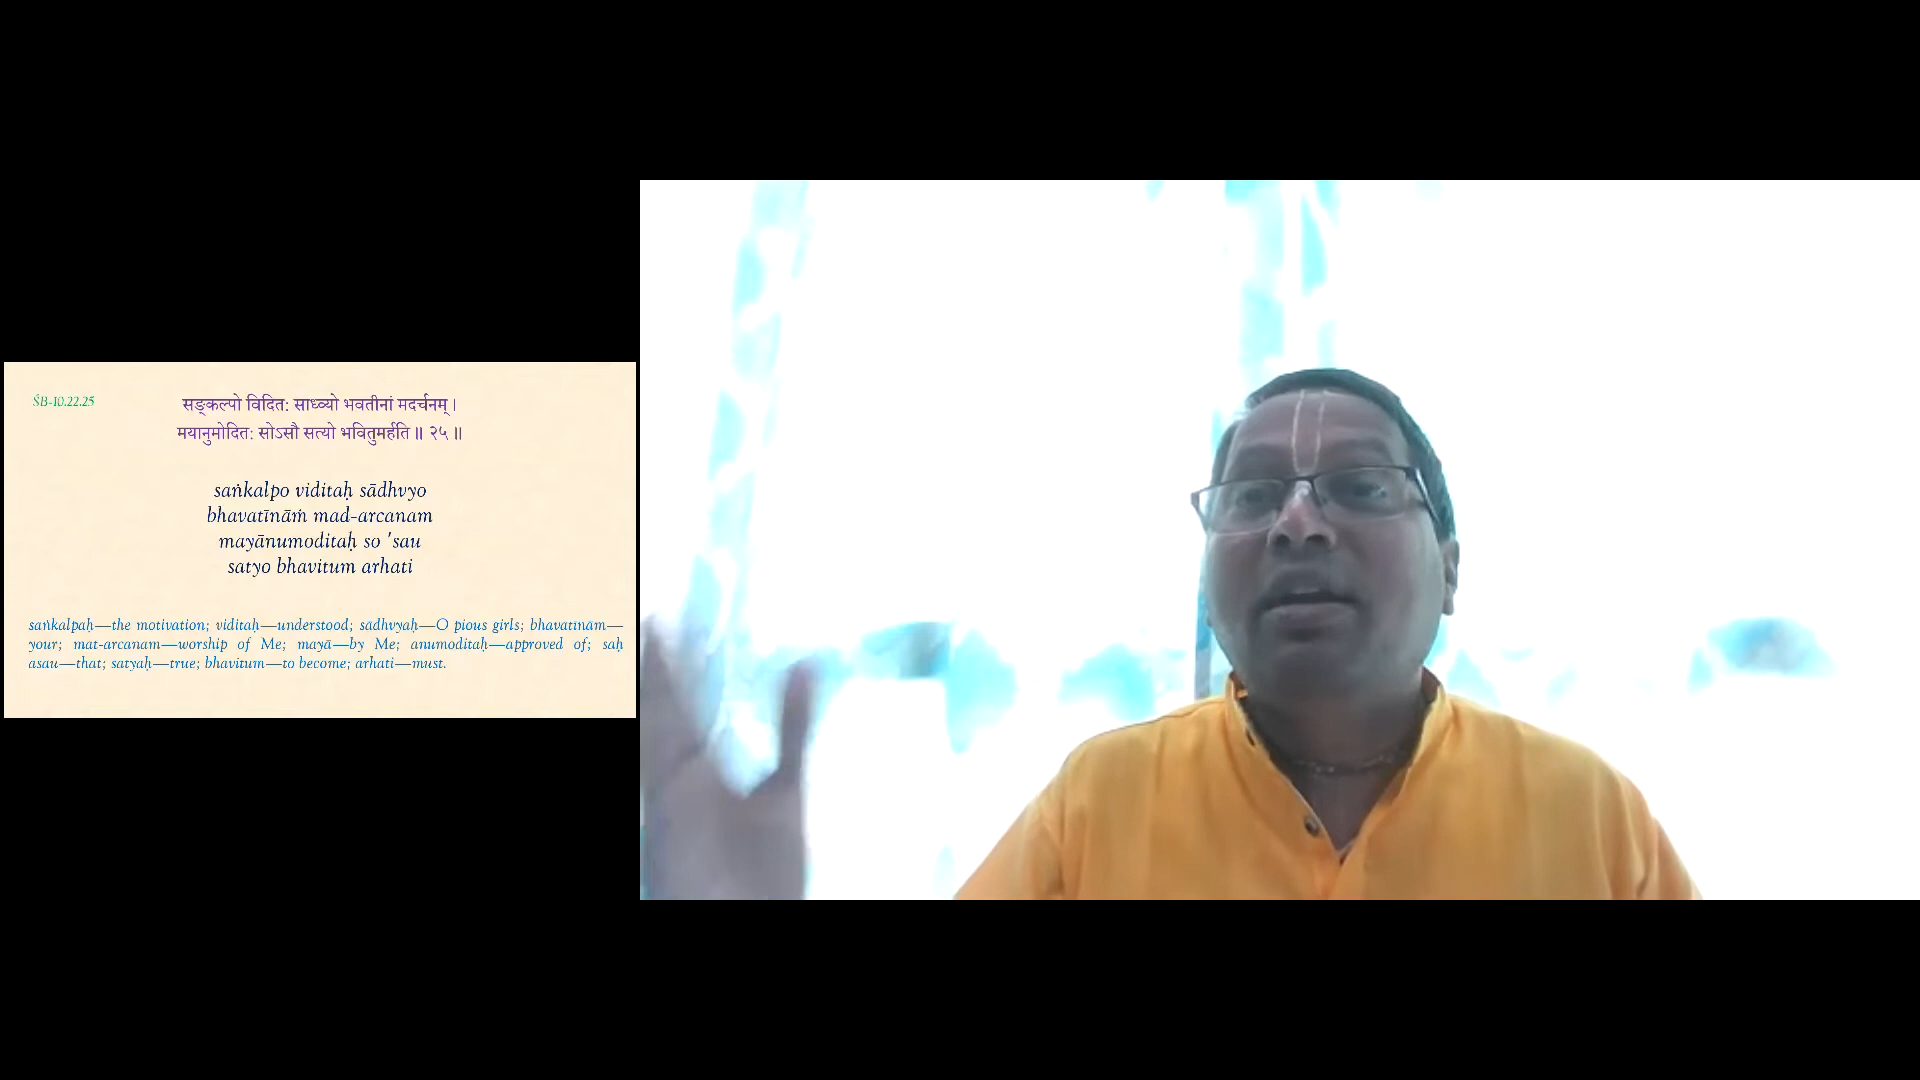 ŚB-10.22.25
सङ्कल्पो विदित: साध्व्यो भवतीनां मदर्चनम् ।
मयानुमोदित: सोऽसौ सत्यो भवितुमर्हति ॥ २५ ॥
saṅkalpo viditaḥ sādhvyo
bhavatīnāṁ mad-arcanam
mayānumoditaḥ so 'sau
satyo bhavitum arhati
saṅkalpaḥ—the motivation; viditaḥ—understood; sādhvyaḥ—O pious girls; bhavatīnām—
your; mat-arcanam—worship of Me; mayā—by Me; anumoditaḥ—approved of; saḥ
asau—that; satyaḥ—true; bhavitum—to become; arhati—must.